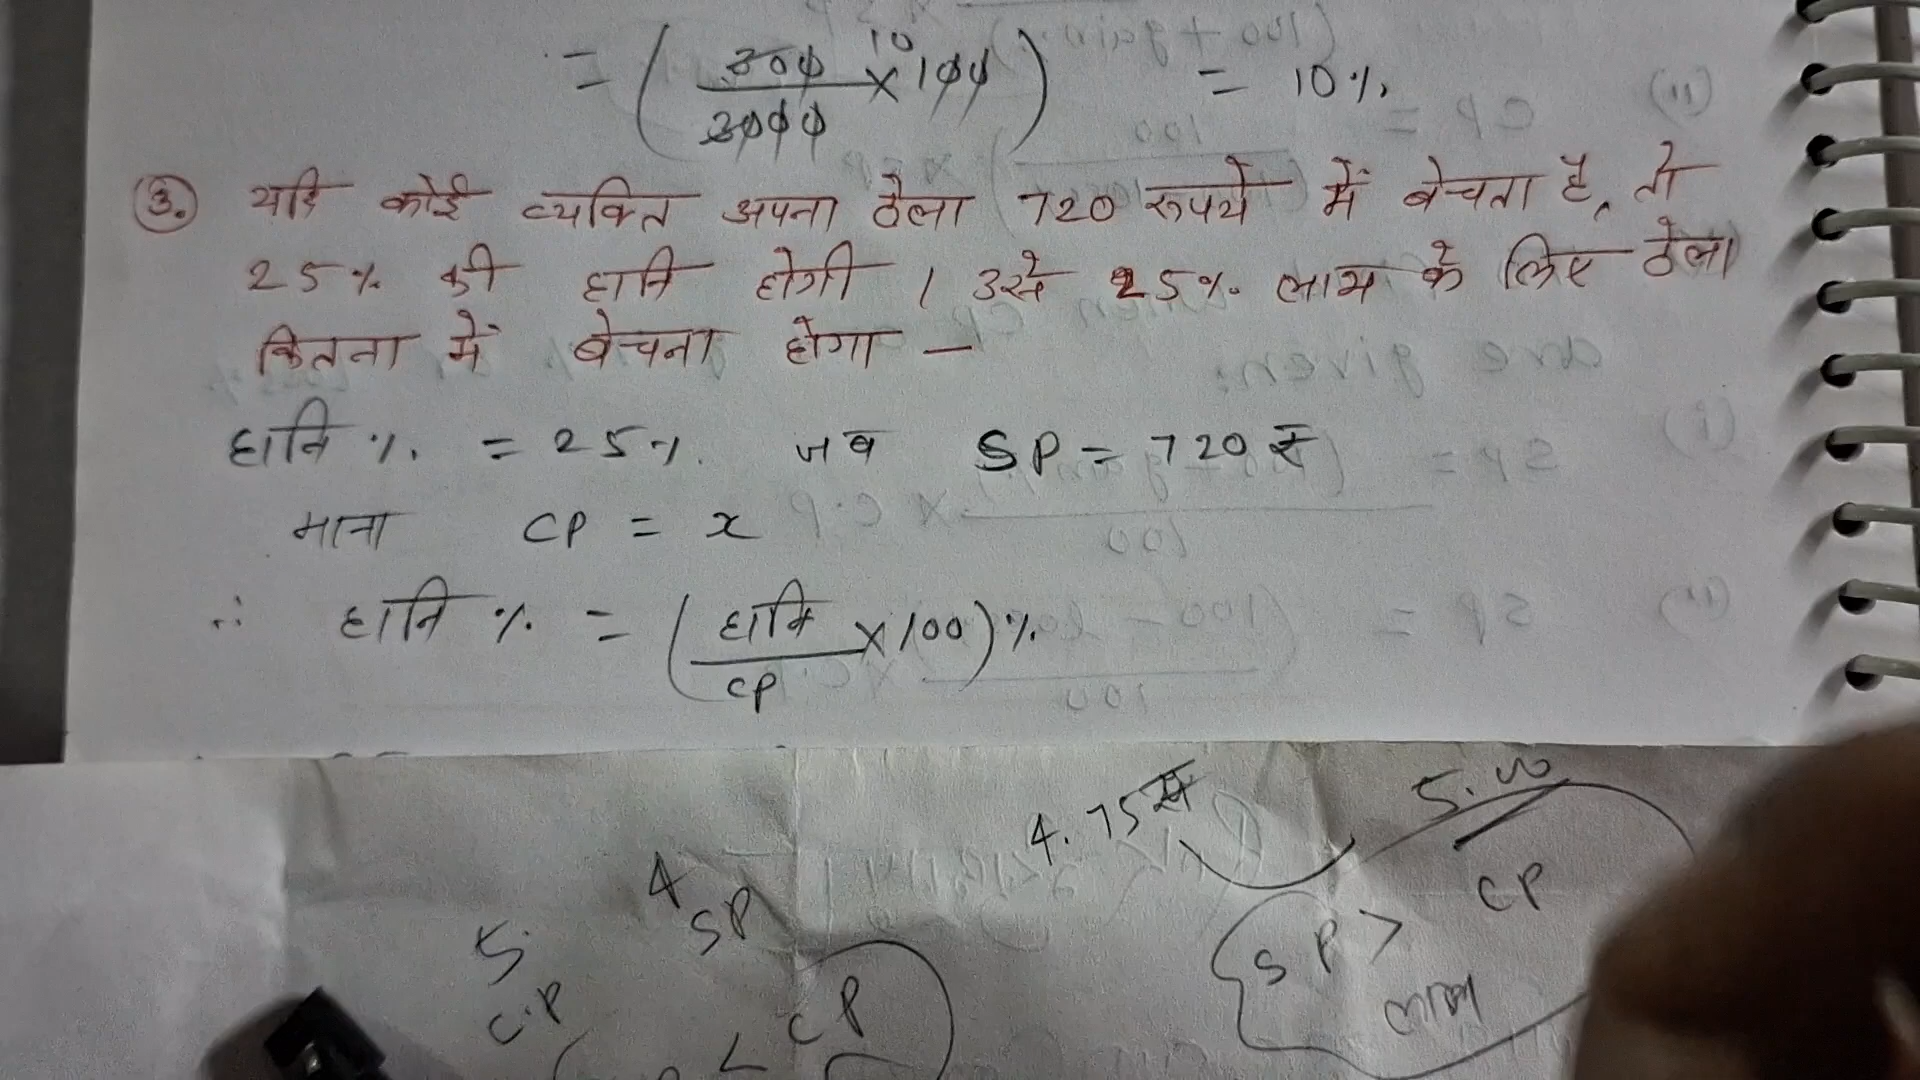 = (300/3000 × 100) 10 = 10%
③. यदि कोई व्यक्ति अपना ठेला 720 रूपये में बेचता है, तो
25% की हानि होगी । उसे 25% लाभ के लिए ठेला
कितना में बेचना होगा —
हानि % = 25% जब SP = 720 ₹
माना CP = x
∴ हानि % = (हानि/CP × 100)%
4.75 ₹ 5.00
4 SP CP
5 SP >
C.P CP लाभ
<